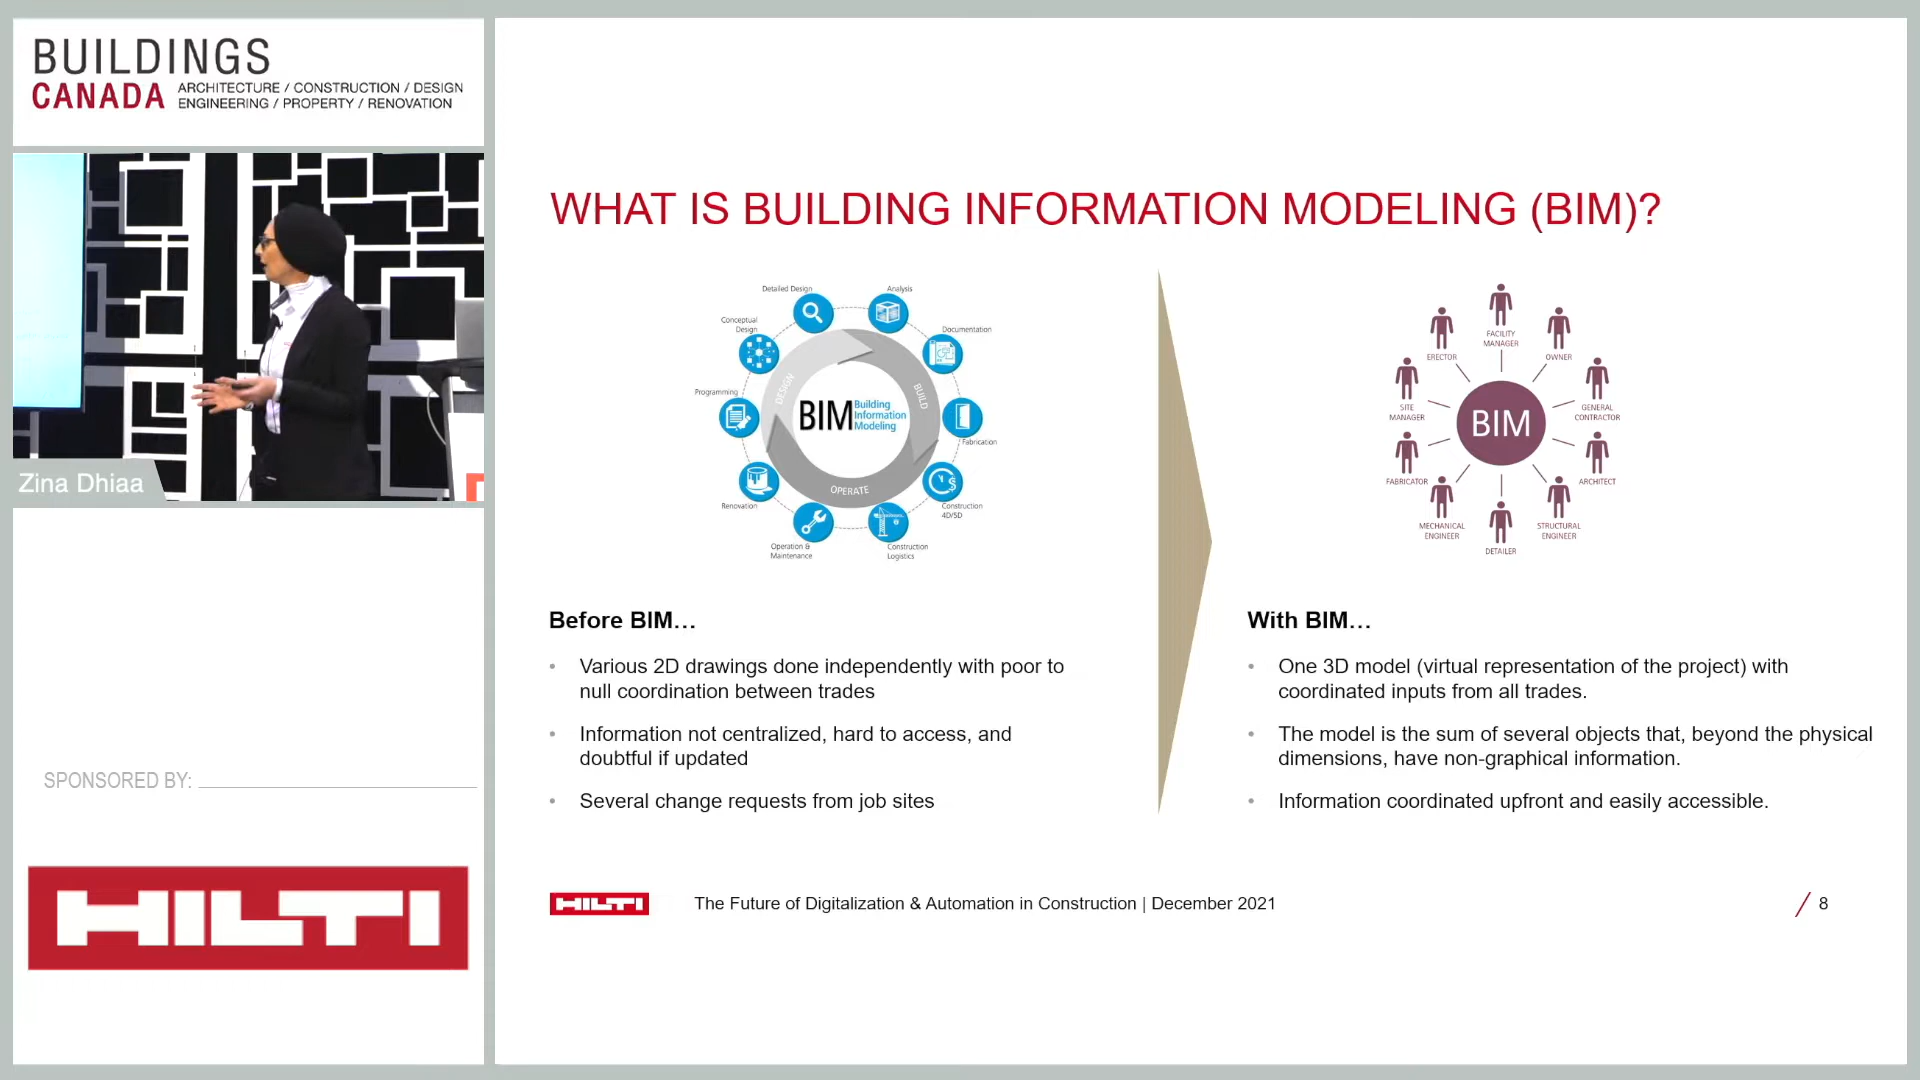 BUILDINGS
CANADA
ARCHITECTURE / CONSTRUCTION / DESIGN
ENGINEERING / PROPERTY / RENOVATION
Zina Dhiaa
SPONSORED BY:
HILTI
WHAT IS BUILDING INFORMATION MODELING (BIM)?
Detailed Design
Analysis
Conceptual
Design
Documentation
Programming
Fabrication
Renovation
Construction
4D/5D
Operation &
Maintenance
Construction
Logistics
DESIGN
BUILD
OPERATE
BIM
Building
Information
Modeling
FACILITY
MANAGER
ERECTOR
OWNER
SITE
MANAGER
GENERAL
CONTRACTOR
BIM
FABRICATOR
ARCHITECT
MECHANICAL
ENGINEER
STRUCTURAL
ENGINEER
DETAILER
Before BIM…
• Various 2D drawings done independently with poor to
null coordination between trades
• Information not centralized, hard to access, and
doubtful if updated
• Several change requests from job sites
With BIM…
• One 3D model (virtual representation of the project) with
coordinated inputs from all trades.
• The model is the sum of several objects that, beyond the physical
dimensions, have non-graphical information.
• Information coordinated upfront and easily accessible.
HILTI
The Future of Digitalization & Automation in Construction | December 2021
/ 8